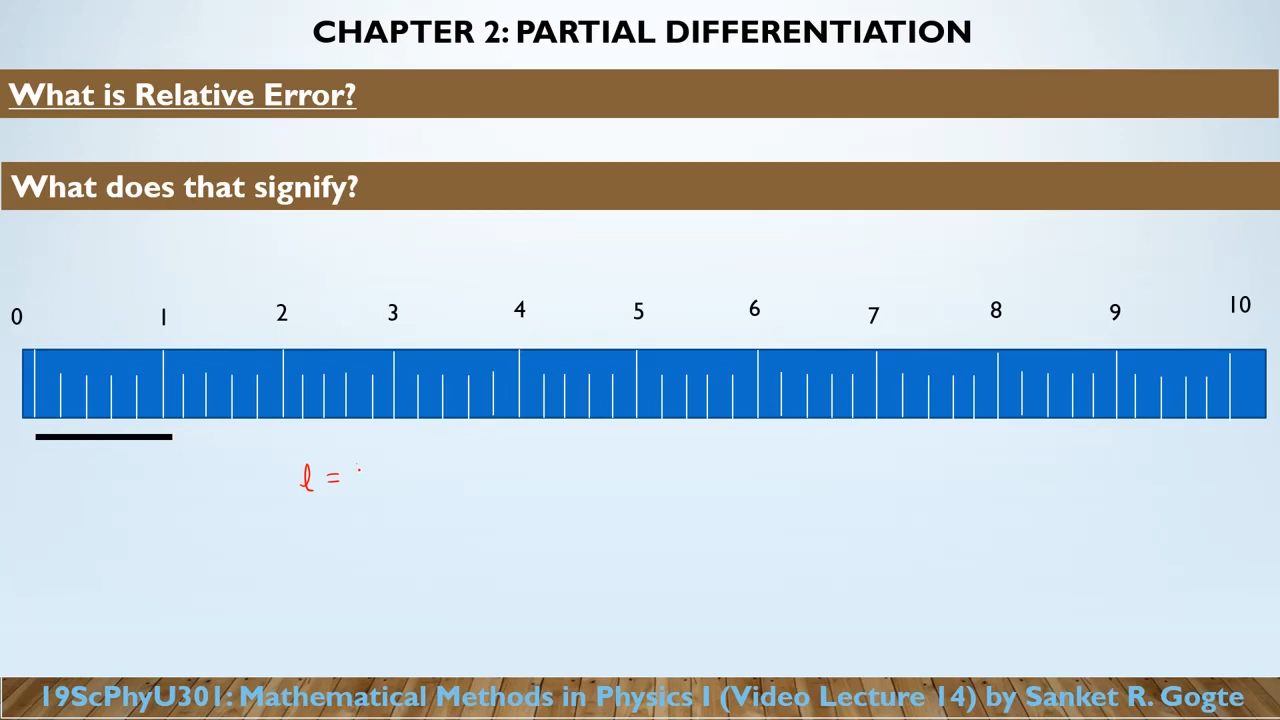 CHAPTER 2: PARTIAL DIFFERENTIATION
What is Relative Error?
What does that signify?
0 1 2 3 4 5 6 7 8 9 10
l =
19ScPhyU301: Mathematical Methods in Physics I (Video Lecture 14) by Sanket R. Gogte